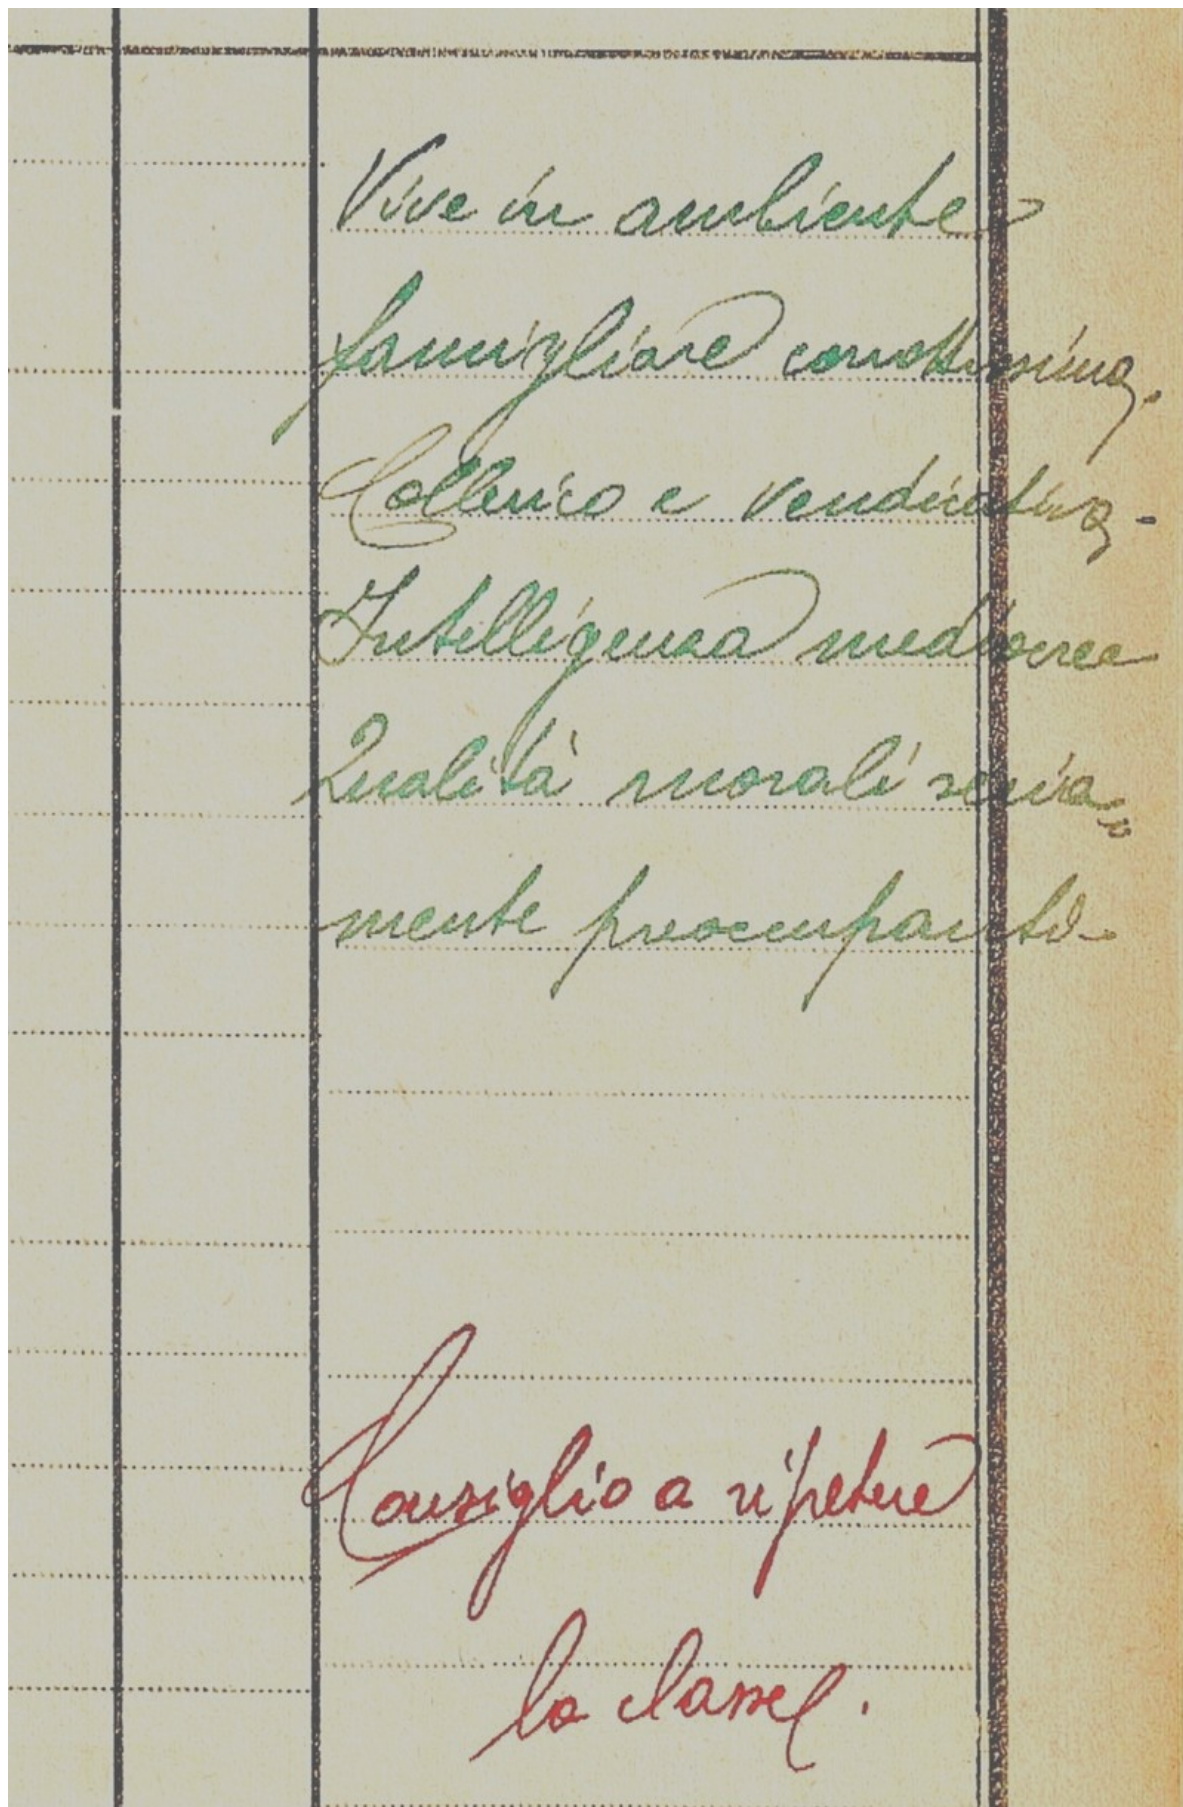 Vive in ambiente
famigliare corrottissimo.
Collerico e vendicativo -
Intelligenza mediocre
Qualità morali seria„
mente preoccupanti.
Consiglio a ripetere
la classe.